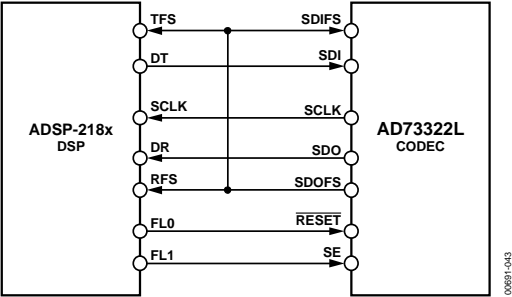 TFS SDIFS
DT SDI
SCLK SCLK
ADSP-218x
DSP
AD73322L
CODEC
DR SDO
RFS SDOFS
FL0 RESET
FL1 SE
00691-043